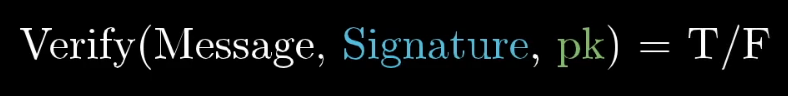 Verify(Message, Signature, pk) = T/F